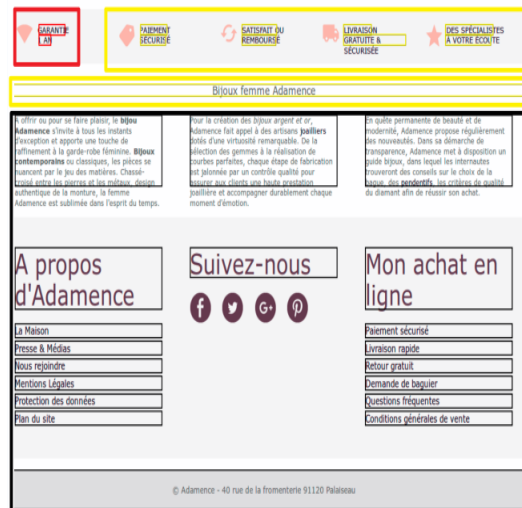 GARANTIE
1 AN
PAIEMENT
SÉCURISÉ
SATISFAIT OU
REMBOURSÉ
LIVRAISON
GRATUITE &
SÉCURISÉE
DES SPÉCIALISTES
À VOTRE ÉCOUTE
Bijoux femme Adamence
A offrir ou pour se faire plaisir, le bijou
Adamence s'invite à tous les instants
d'exception et apporte une touche de
raffinement à la garde-robe féminine. Bijoux
contemporains ou classiques, les pièces se
nuancent par le jeu des matières. Chassé-
croisé entre les pierres et les métaux, design
authentique de la monture, la femme
Adamence est sublimée dans l'esprit du temps.
Pour la création des bijoux argent et or,
Adamence fait appel à des artisans joailliers
dotés d'une virtuosité remarquable. De la
sélection des gemmes à la réalisation de
courbes parfaites, chaque étape de fabrication
est jalonnée par un contrôle qualité pour
assurer aux clients une haute prestation
joaillière et accompagner durablement chaque
moment d'émotion.
En quête permanente de beauté et de
modernité, Adamence propose régulièrement
des nouveautés. Dans sa démarche de
transparence, Adamence met à disposition un
guide bijoux, dans lequel les internautes
trouveront des conseils sur le choix de la
bague, des pendentifs, les critères de qualité
du diamant afin de réussir son achat.
A propos
d'Adamence
La Maison
Presse & Médias
Nous rejoindre
Mentions Légales
Protection des données
Plan du site
Suivez-nous
f
G+
Mon achat en
ligne
Paiement sécurisé
Livraison rapide
Retour gratuit
Demande de baguier
Questions fréquentes
Conditions générales de vente
© Adamence - 40 rue de la fromenterie 91120 Palaiseau